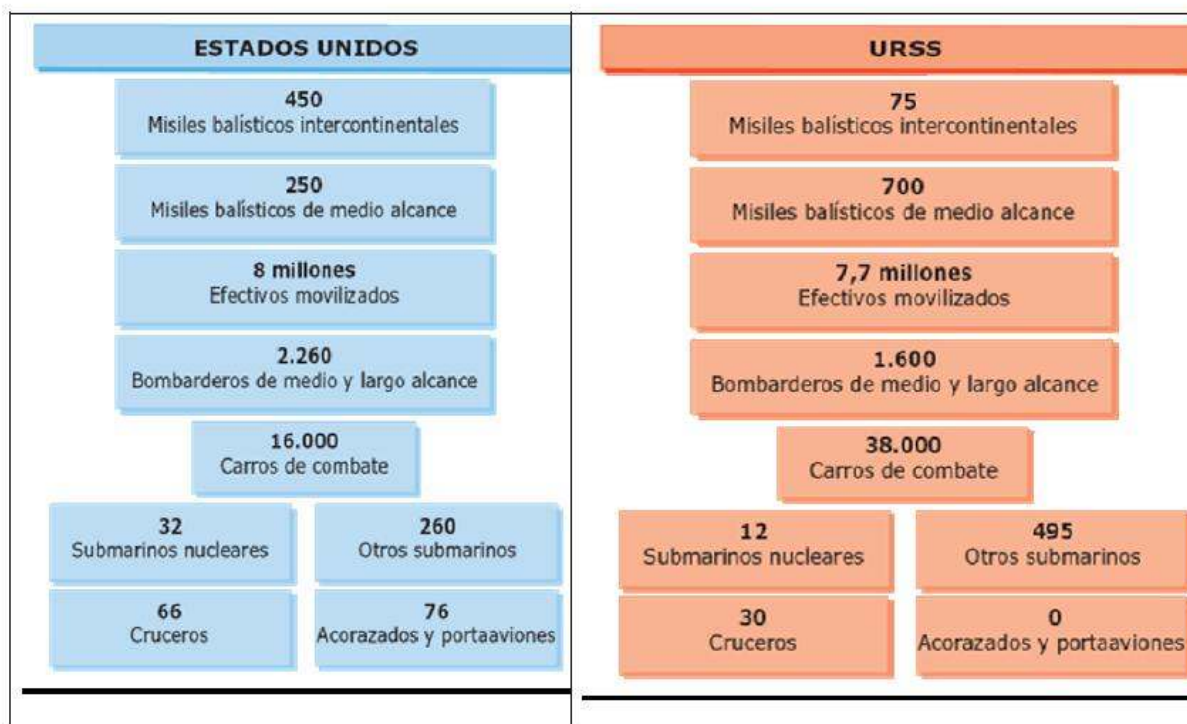 ESTADOS UNIDOS
450
Misiles balísticos intercontinentales
250
Misiles balísticos de medio alcance
8 millones
Efectivos movilizados
2.260
Bombarderos de medio y largo alcance
16.000
Carros de combate
32
Submarinos nucleares
260
Otros submarinos
66
Cruceros
76
Acorazados y portaaviones
URSS
75
Misiles balísticos intercontinentales
700
Misiles balísticos de medio alcance
7,7 millones
Efectivos movilizados
1.600
Bombarderos de medio y largo alcance
38.000
Carros de combate
12
Submarinos nucleares
495
Otros submarinos
30
Cruceros
0
Acorazados y portaaviones